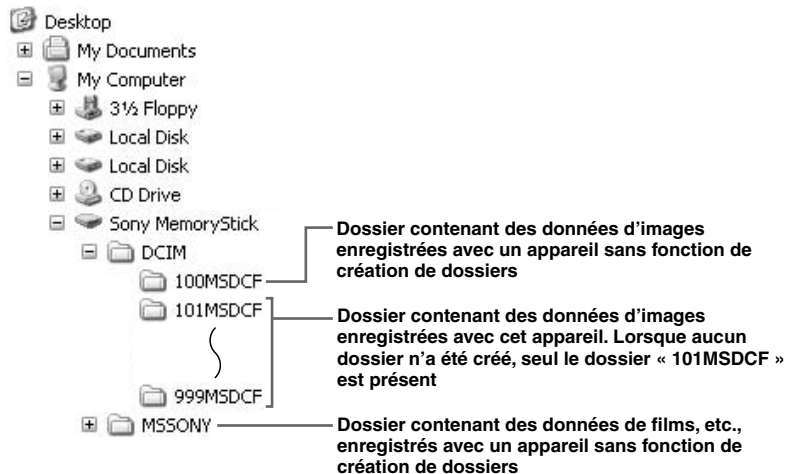 Desktop
My Documents
My Computer
3½ Floppy
Local Disk
Local Disk
CD Drive
Sony MemoryStick
DCIM
100MSDCF
101MSDCF
999MSDCF
MSSONY
Dossier contenant des données d'images
enregistrées avec un appareil sans fonction de
création de dossiers
Dossier contenant des données d'images
enregistrées avec cet appareil. Lorsque aucun
dossier n'a été créé, seul le dossier « 101MSDCF »
est présent
Dossier contenant des données de films, etc.,
enregistrés avec un appareil sans fonction de
création de dossiers